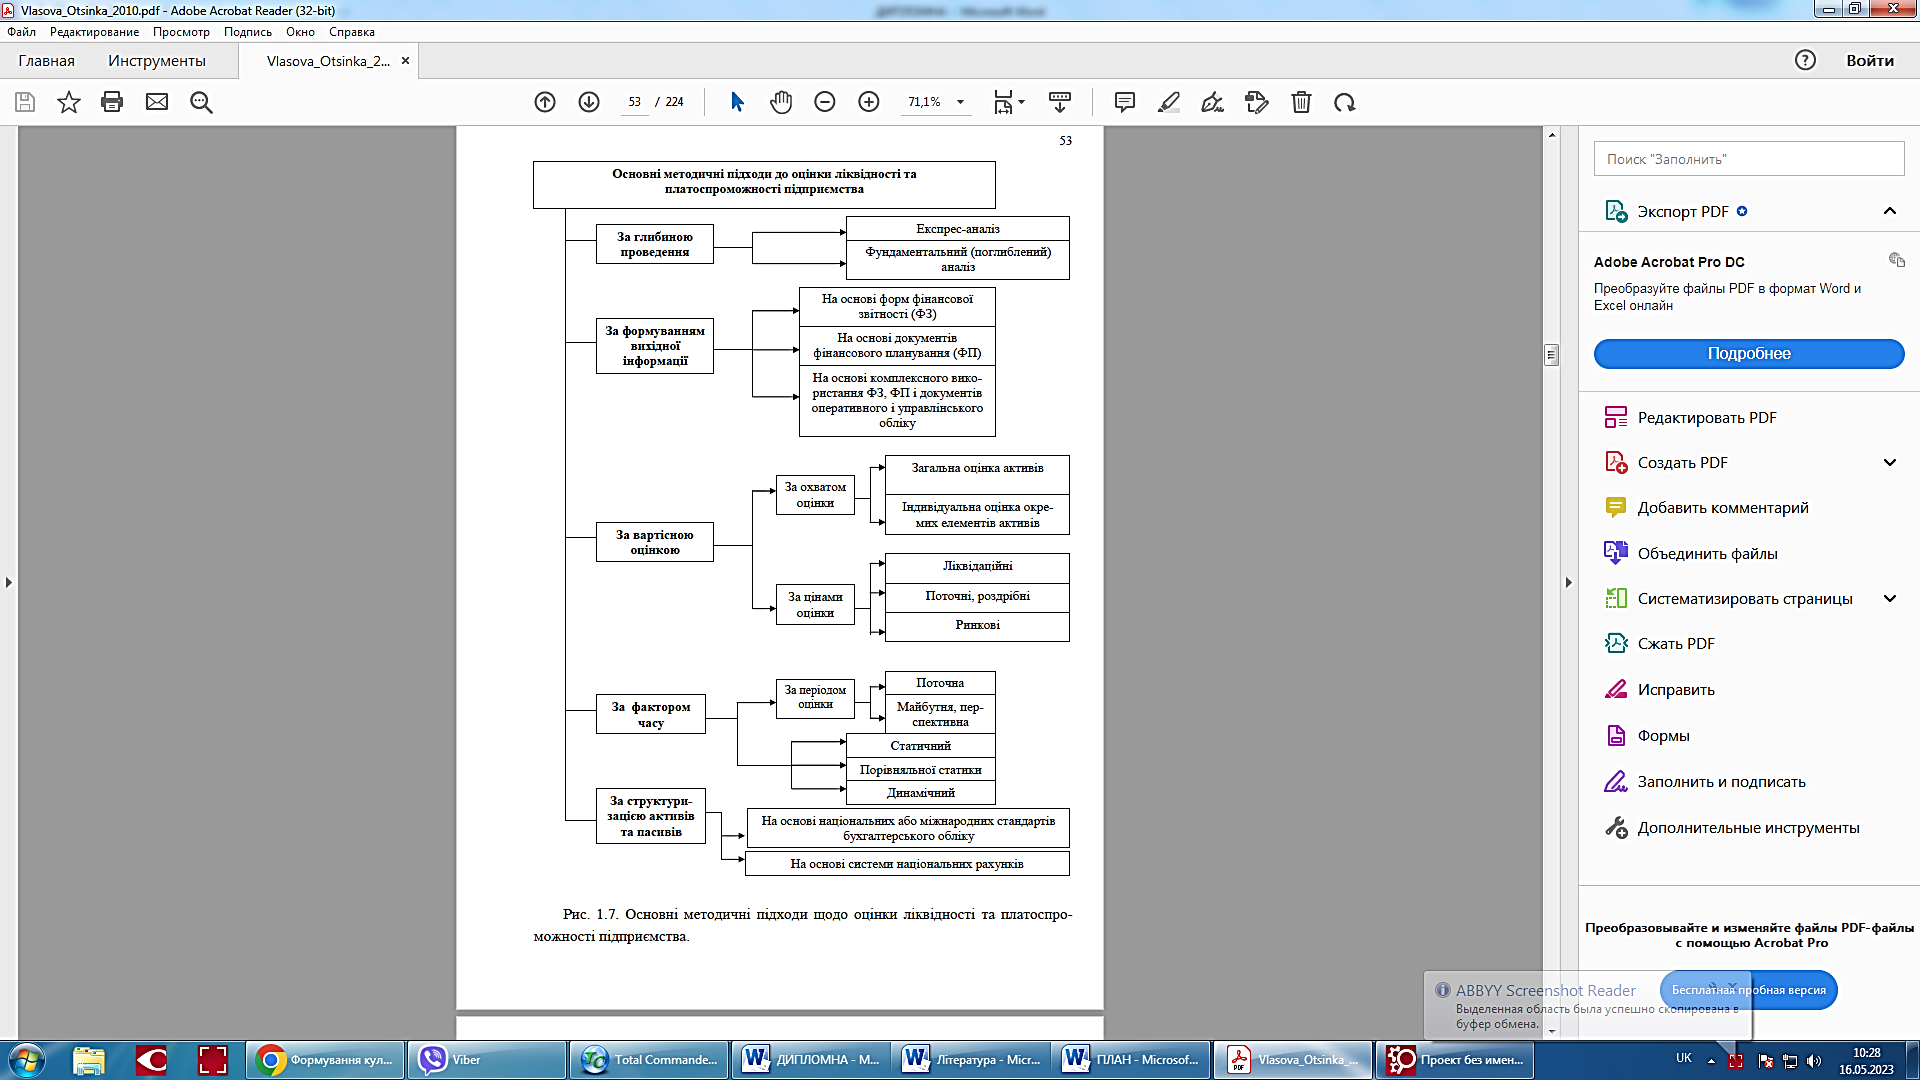 Vlasova_Otsinka_2010.pdf - Adobe Acrobat Reader (32-bit)
ДИПЛОМНА - Microsoft Word
Файл Редактирование Просмотр Подпись Окно Справка
Главная Инструменты Vlasova_Otsinka_2... × Войти
53 / 224 71,1%
53
Основні методичні підходи до оцінки ліквідності та
платоспроможності підприємства
За глибиною
проведення
Експрес-аналіз
Фундаментальний (поглиблений)
аналіз
За формуванням
вихідної
інформації
На основі форм фінансової
звітності (ФЗ)
На основі документів
фінансового планування (ФП)
На основі комплексного вико-
ристання ФЗ, ФП і документів
оперативного і управлінського
обліку
За вартісною
оцінкою
За охватом
оцінки
Загальна оцінка активів
Індивідуальна оцінка окре-
мих елементів активів
За цінами
оцінки
Ліквідаційні
Поточні, роздрібні
Ринкові
За фактором
часу
За періодом
оцінки
Поточна
Майбутня, пер-
спективна
Статичний
Порівняльної статики
Динамічний
За структури-
зацією активів
та пасивів
На основі національних або міжнародних стандартів
бухгалтерського обліку
На основі системи національних рахунків
Рис. 1.7. Основні методичні підходи щодо оцінки ліквідності та платоспро-
можності підприємства.
Поиск "Заполнить"
Экспорт PDF
Adobe Acrobat Pro DC
Преобразуйте файлы PDF в формат Word и
Excel онлайн
Подробнее
Редактировать PDF
Создать PDF
Добавить комментарий
Объединить файлы
Систематизировать страницы
Сжать PDF
Исправить
Формы
Заполнить и подписать
Дополнительные инструменты
Преобразовывайте и изменяйте файлы PDF-файлы
с помощью Acrobat Pro
Бесплатная пробная версия
ABBYY Screenshot Reader
Выделенная область была успешно скопирована в
буфер обмена.
Формування кул...
Viber
Total Commande...
ДИПЛОМНА - M...
Література - Micr...
ПЛАН - Microsof...
Vlasova_Otsinka_...
Проект без имен...
UK
10:28
16.05.2023